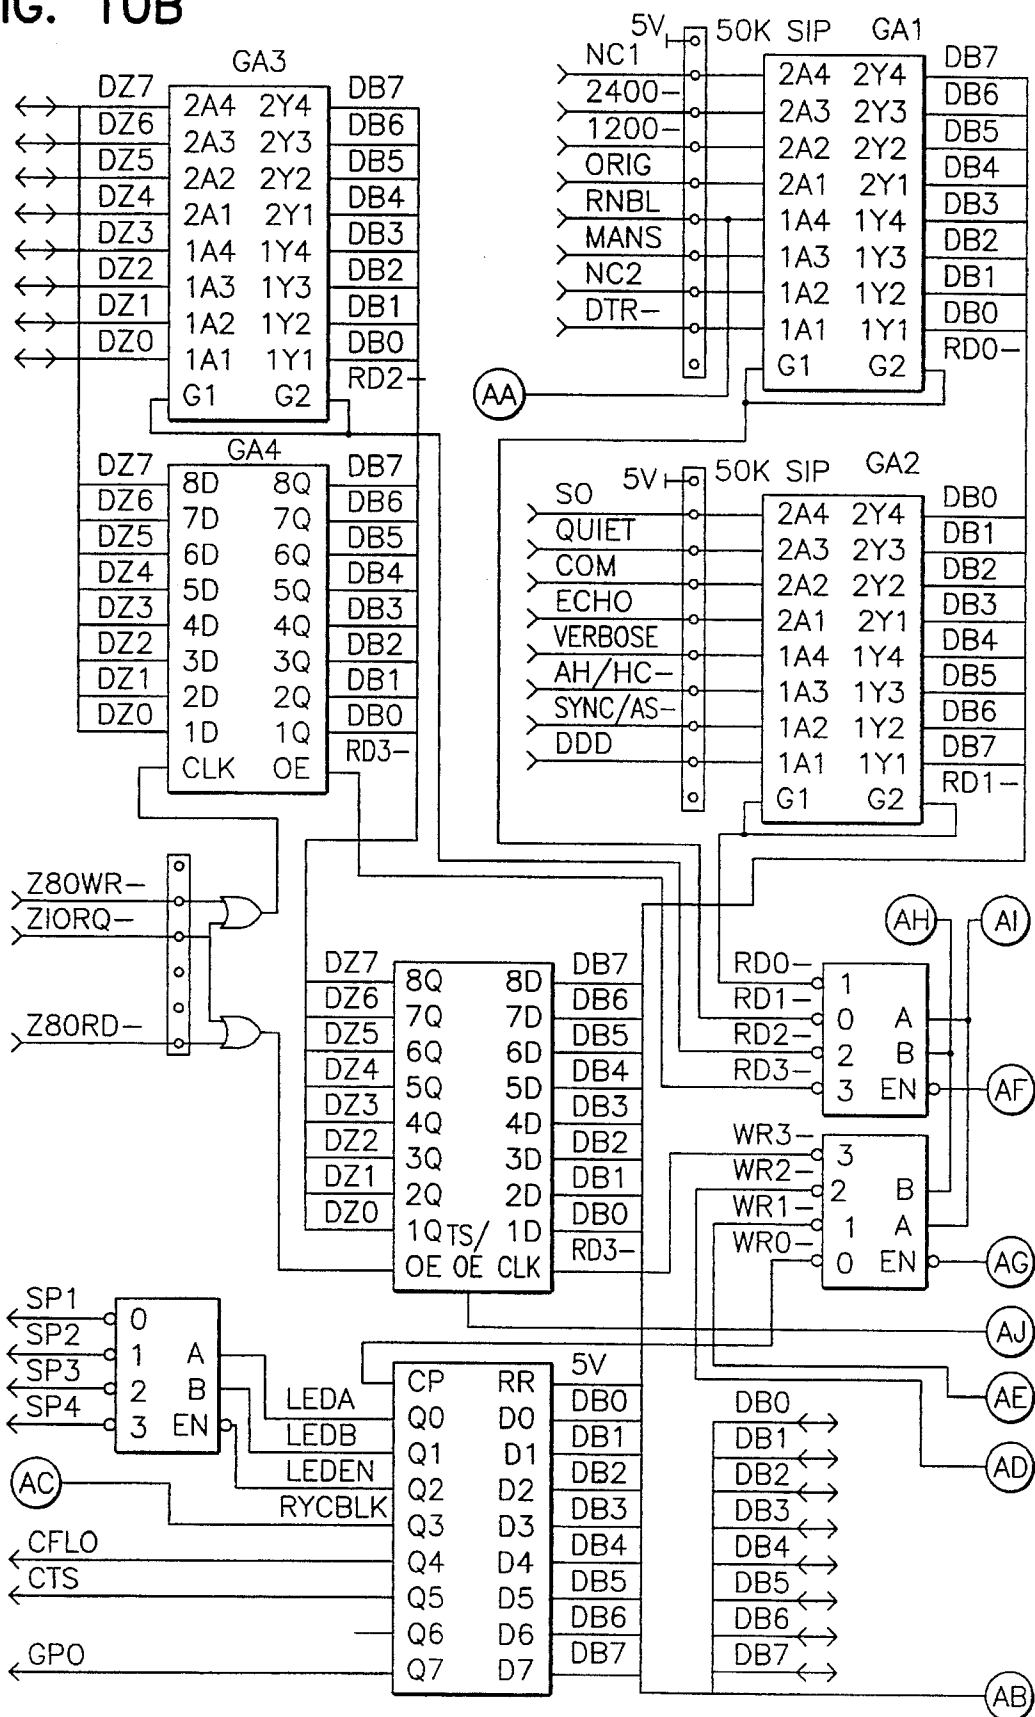 FIG. 10B
GA3
DZ7 2A4 2Y4 DB7
DZ6 2A3 2Y3 DB6
DZ5 2A2 2Y2 DB5
DZ4 2A1 2Y1 DB4
DZ3 1A4 1Y4 DB3
DZ2 1A3 1Y3 DB2
DZ1 1A2 1Y2 DB1
DZ0 1A1 1Y1 DB0
G1 G2 RD2-
5V 50K SIP GA1
NC1 2A4 2Y4 DB7
2400- 2A3 2Y3 DB6
1200- 2A2 2Y2 DB5
ORIG 2A1 2Y1 DB4
RNBL 1A4 1Y4 DB3
MANS 1A3 1Y3 DB2
NC2 1A2 1Y2 DB1
DTR- 1A1 1Y1 DB0
G1 G2 RD0-
AA
GA4
DZ7 8D 8Q DB7
DZ6 7D 7Q DB6
DZ5 6D 6Q DB5
DZ4 5D 5Q DB4
DZ3 4D 4Q DB3
DZ2 3D 3Q DB2
DZ1 2D 2Q DB1
DZ0 1D 1Q DB0
CLK OE RD3-
5V 50K SIP GA2
SO 2A4 2Y4 DB0
QUIET 2A3 2Y3 DB1
COM 2A2 2Y2 DB2
ECHO 2A1 2Y1 DB3
VERBOSE 1A4 1Y4 DB4
AH/HC- 1A3 1Y3 DB5
SYNC/AS- 1A2 1Y2 DB6
DDD 1A1 1Y1 DB7
G1 G2 RD1-
Z80WR-
ZIORQ-
Z80RD-
DZ7 8Q 8D DB7
DZ6 7Q 7D DB6
DZ5 6Q 6D DB5
DZ4 5Q 5D DB4
DZ3 4Q 4D DB3
DZ2 3Q 3D DB2
DZ1 2Q 2D DB1
DZ0 1Q TS/ 1D DB0
OE OE CLK RD3-
AH AI
RD0- 1
RD1- 0 A
RD2- 2 B
RD3- 3 EN AF
WR3- 3
WR2- 2 B
WR1- 1 A
WR0- 0 EN AG
AJ
AE
AD
SP1 0
SP2 1 A
SP3 2 B
SP4 3 EN
CP RR 5V
LEDA Q0 D0 DB0
LEDB Q1 D1 DB1
LEDEN Q2 D2 DB2
AC RYCBLK Q3 D3 DB3
CFLO Q4 D4 DB4
CTS Q5 D5 DB5
Q6 D6 DB6
GPO Q7 D7 DB7
DB0
DB1
DB2
DB3
DB4
DB5
DB6
DB7
AB